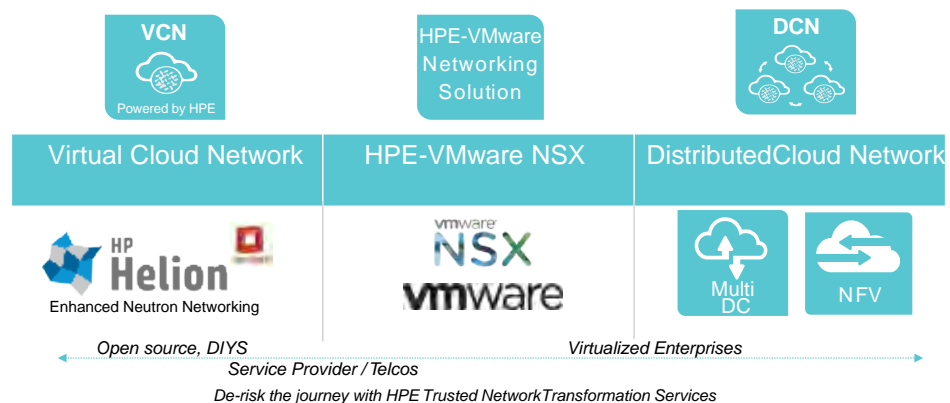 VCN
Powered by HPE
HPE-VMware
Networking
Solution
DCN
Virtual Cloud Network
HPE-VMware NSX
DistributedCloud Network
HP
Helion
Enhanced Neutron Networking
vmware
NSX
vmware
Multi
DC
NFV
Open source, DIYS
Virtualized Enterprises
Service Provider / Telcos
De-risk the journey with HPE Trusted NetworkTransformation Services